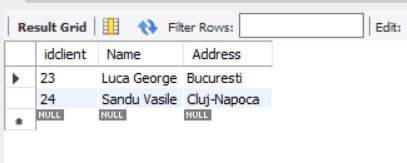 Result Grid Filter Rows: Edit:
idclient Name Address
23 Luca George Bucuresti
24 Sandu Vasile Cluj-Napoca
NULL NULL NULL